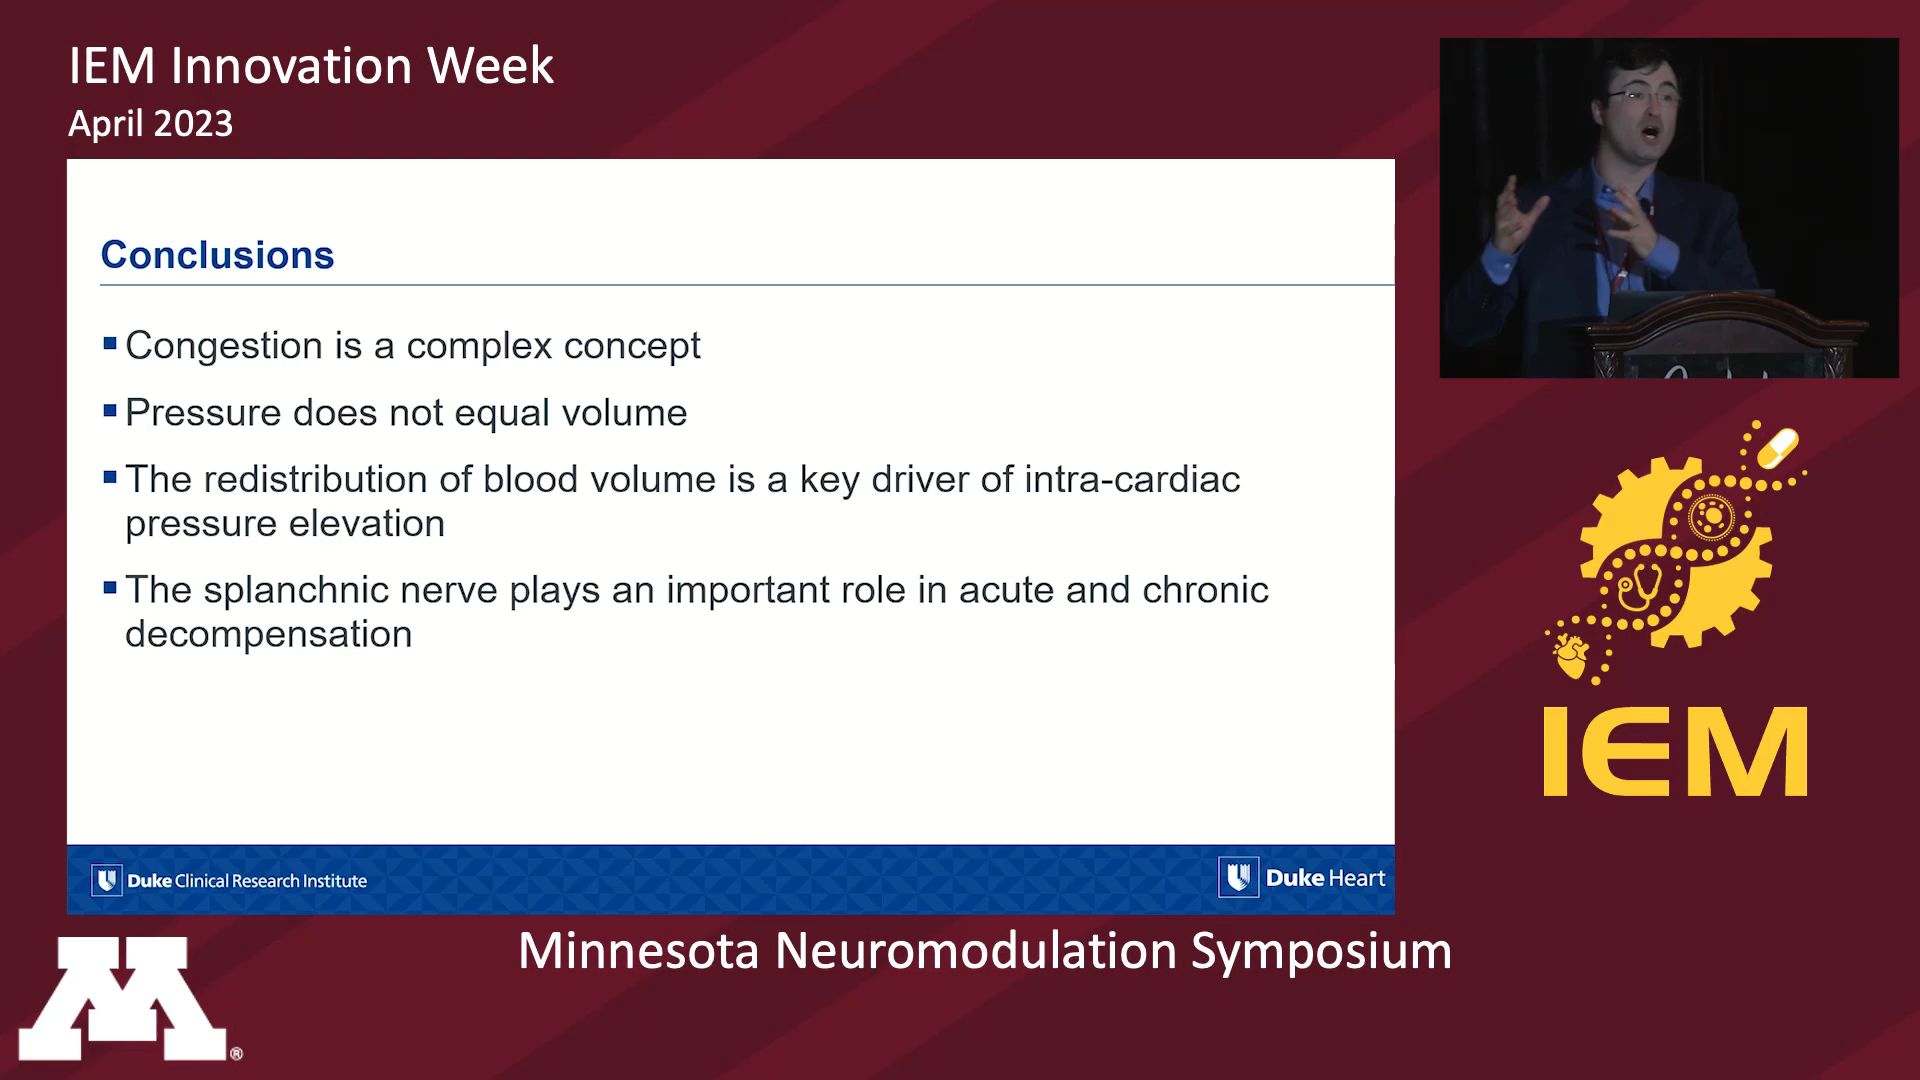 IEM Innovation Week
April 2023
Conclusions
Congestion is a complex concept
Pressure does not equal volume
The redistribution of blood volume is a key driver of intra-cardiac
pressure elevation
The splanchnic nerve plays an important role in acute and chronic
decompensation
Duke Clinical Research Institute
Duke Heart
IEM
Minnesota Neuromodulation Symposium
M®